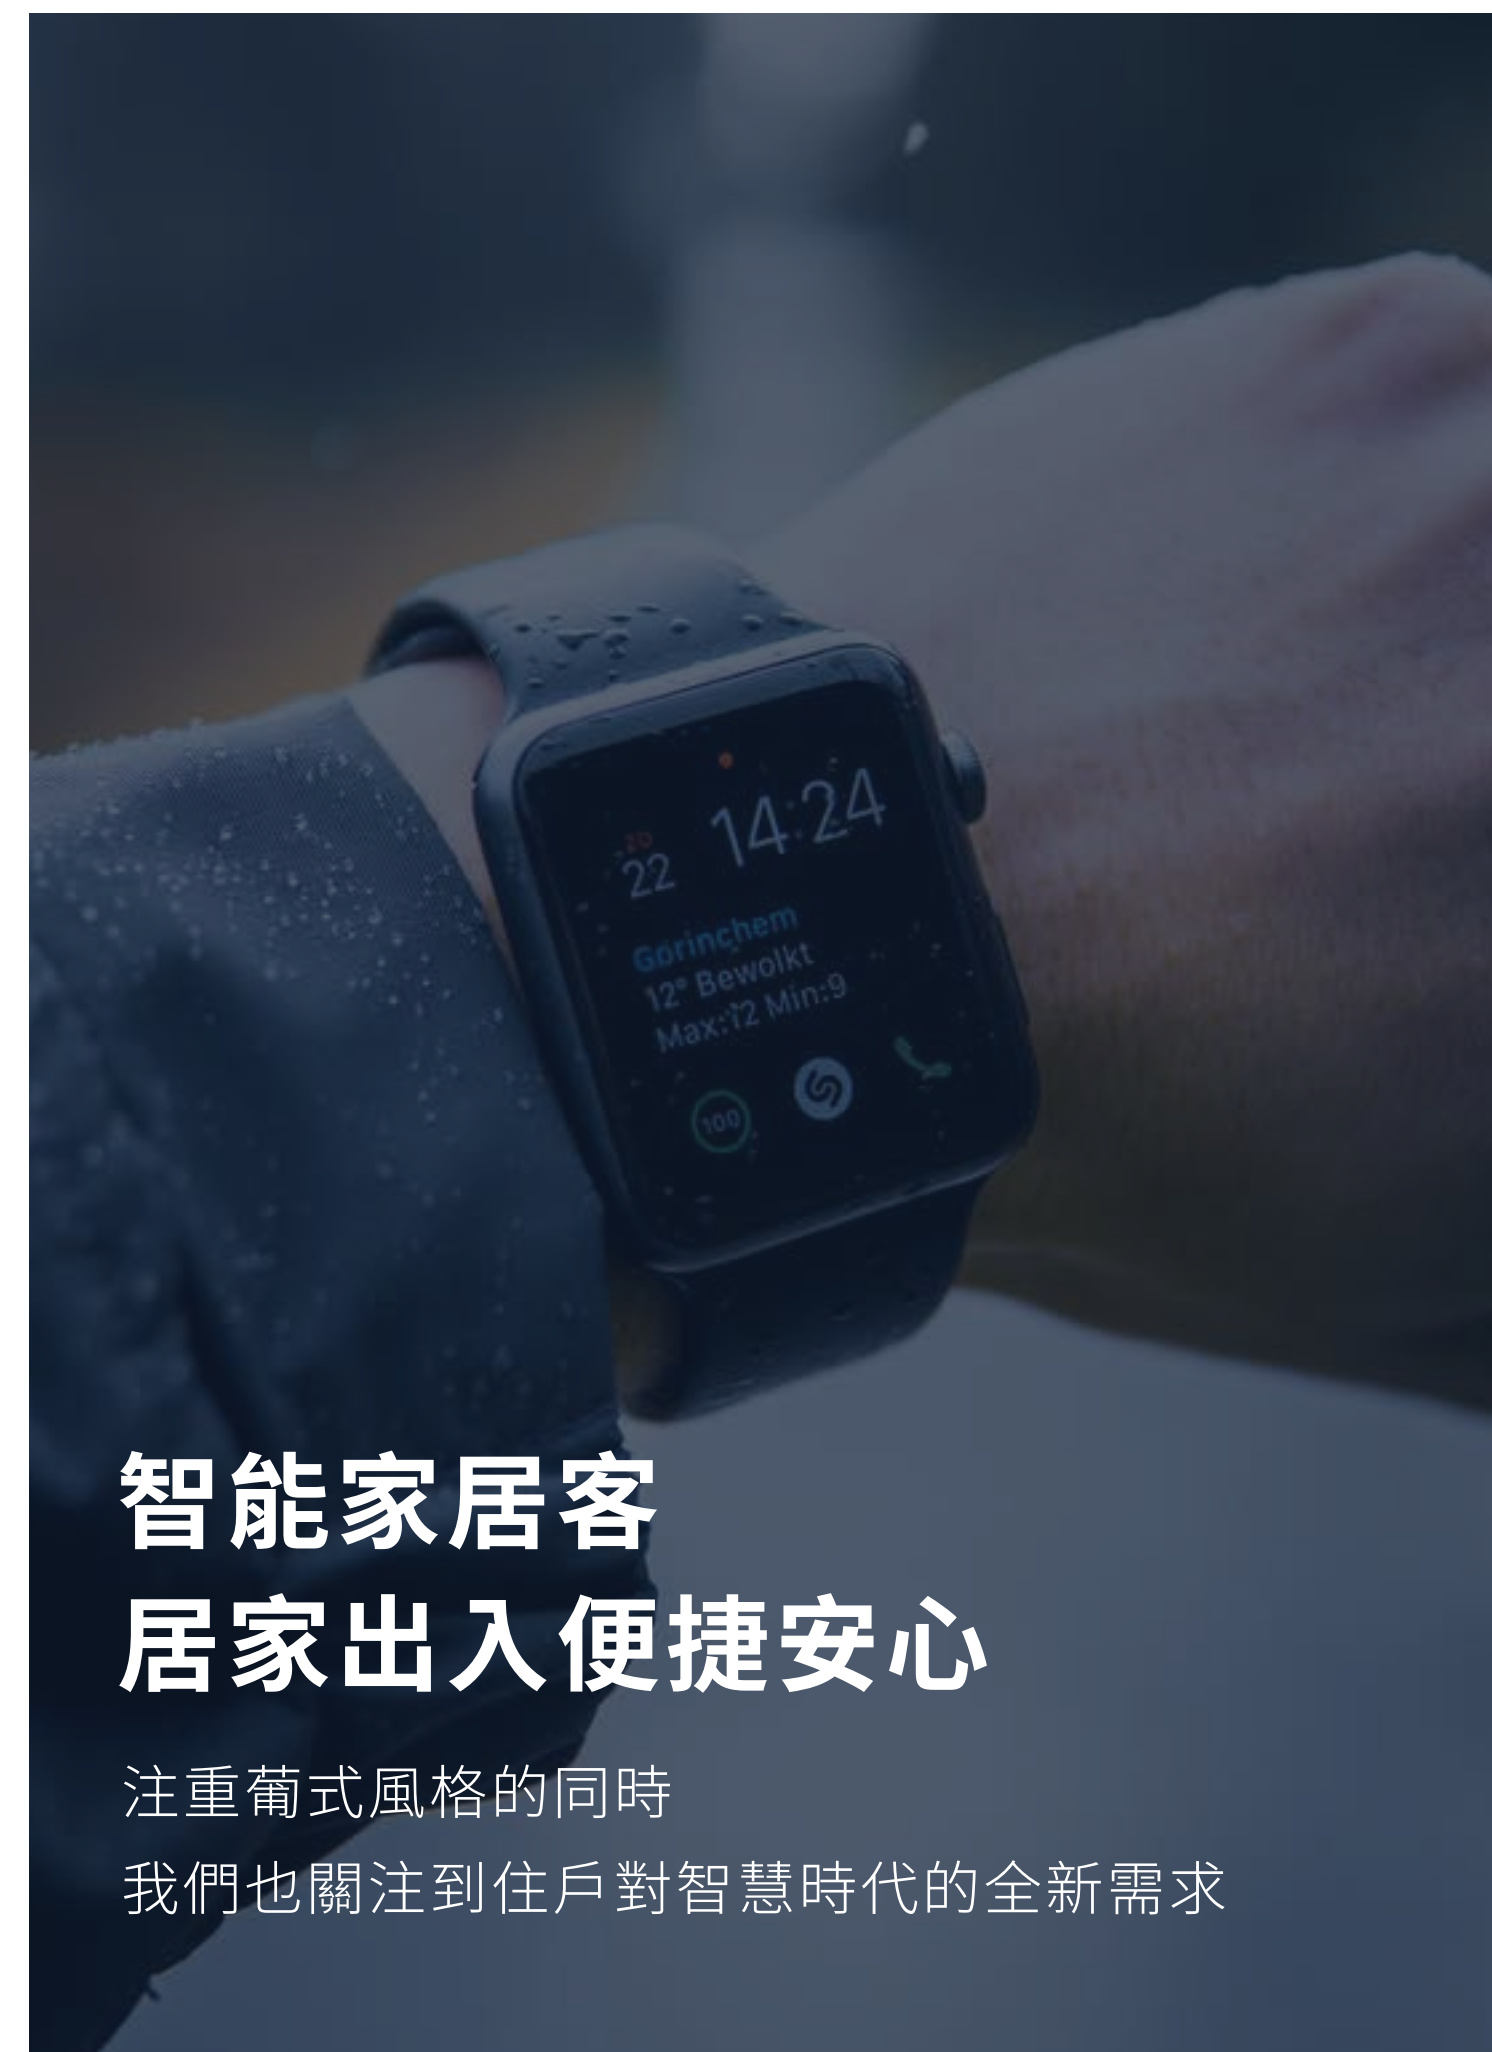 14:24
ZO
22
Gorinchem
12° Bewolkt
Max:12 Min:9
100
智能家居客
居家出入便捷安心
注重葡式風格的同時
我們也關注到住戶對智慧時代的全新需求